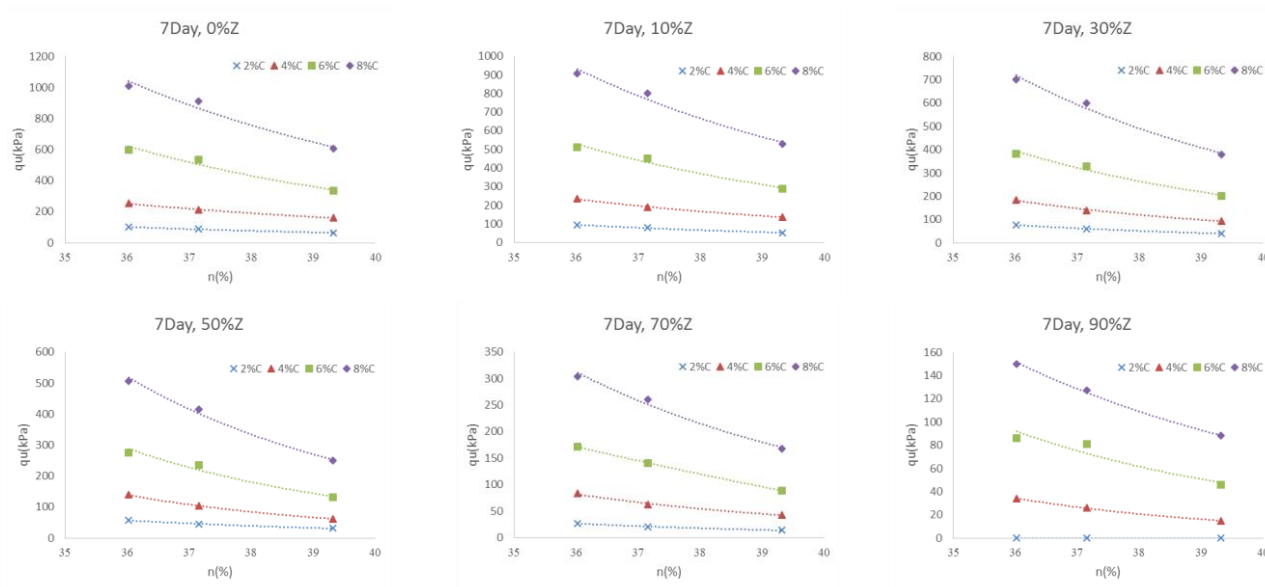 7Day, 0%Z
2%C 4%C 6%C 8%C
1200
1000
800
600
400
200
0
qu(kPa)
35 36 37 38 39 40
n(%)
7Day, 10%Z
2%C 4%C 6%C 8%C
1000
900
800
700
600
500
400
300
200
100
0
qu(kPa)
35 36 37 38 39 40
n(%)
7Day, 30%Z
2%C 4%C 6%C 8%C
800
700
600
500
400
300
200
100
0
qu(kPa)
35 36 37 38 39 40
n(%)
7Day, 50%Z
2%C 4%C 6%C 8%C
600
500
400
300
200
100
0
qu(kPa)
35 36 37 38 39 40
n(%)
7Day, 70%Z
2%C 4%C 6%C 8%C
350
300
250
200
150
100
50
0
qu(kPa)
35 36 37 38 39 40
n(%)
7Day, 90%Z
2%C 4%C 6%C 8%C
160
140
120
100
80
60
40
20
0
qu(kPa)
35 36 37 38 39 40
n(%)